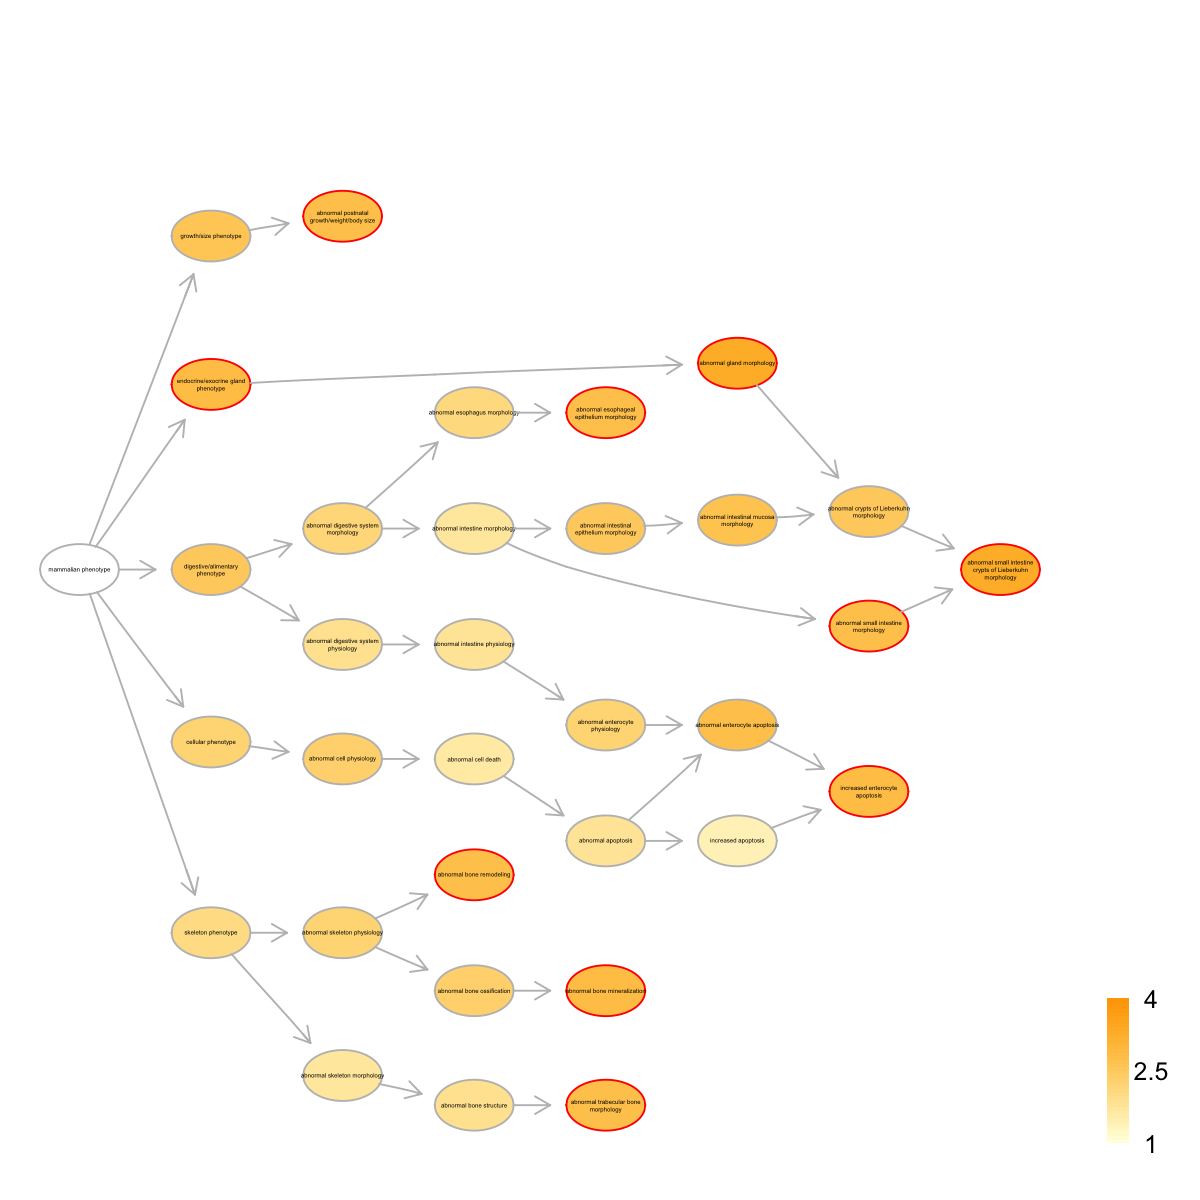 abnormal postnatal
growth/weight/body size
growth/size phenotype
abnormal gland morphology
endocrine/exocrine gland
phenotype
abnormal esophagus morphology
abnormal esophageal
epithelium morphology
abnormal crypts of Lieberkuhn
morphology
abnormal digestive system
morphology
abnormal intestine morphology
abnormal intestinal
epithelium morphology
abnormal intestinal mucosa
morphology
mammalian phenotype
digestive/alimentary
phenotype
abnormal small intestine
crypts of Lieberkuhn
morphology
abnormal small intestine
morphology
abnormal digestive system
physiology
abnormal intestine physiology
abnormal enterocyte
physiology
abnormal enterocyte apoptosis
cellular phenotype
abnormal cell physiology
abnormal cell death
increased enterocyte
apoptosis
abnormal apoptosis
increased apoptosis
abnormal bone remodeling
skeleton phenotype
abnormal skeleton physiology
abnormal bone ossification
abnormal bone mineralization
abnormal skeleton morphology
abnormal bone structure
abnormal trabecular bone
morphology
4
2.5
1